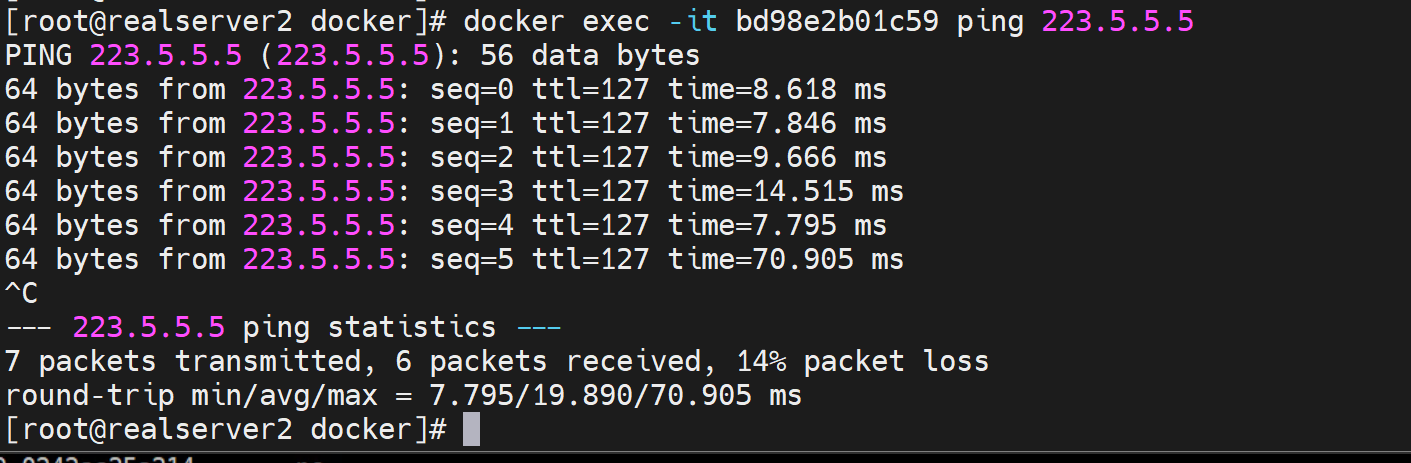 [root@realserver2 docker]# docker exec -it bd98e2b01c59 ping 223.5.5.5
PING 223.5.5.5 (223.5.5.5): 56 data bytes
64 bytes from 223.5.5.5: seq=0 ttl=127 time=8.618 ms
64 bytes from 223.5.5.5: seq=1 ttl=127 time=7.846 ms
64 bytes from 223.5.5.5: seq=2 ttl=127 time=9.666 ms
64 bytes from 223.5.5.5: seq=3 ttl=127 time=14.515 ms
64 bytes from 223.5.5.5: seq=4 ttl=127 time=7.795 ms
64 bytes from 223.5.5.5: seq=5 ttl=127 time=70.905 ms
^C
--- 223.5.5.5 ping statistics ---
7 packets transmitted, 6 packets received, 14% packet loss
round-trip min/avg/max = 7.795/19.890/70.905 ms
[root@realserver2 docker]#